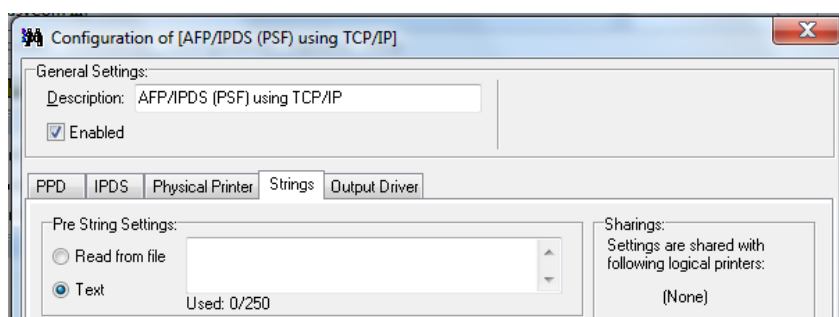 Configuration of [AFP/IPDS (PSF) using TCP/IP]
X
General Settings:
Description: AFP/IPDS (PSF) using TCP/IP
Enabled
PPD IPDS Physical Printer Strings Output Driver
Pre String Settings:
Read from file
Text
Used: 0/250
Sharings:
Settings are shared with
following logical printers:
(None)